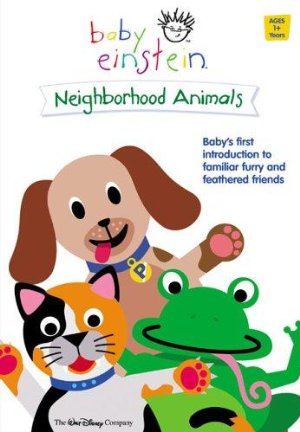 baby
einstein
AGES
1+
Years
Neighborhood Animals
Baby's first
introduction to
familiar furry and
feathered friends
P
The Walt Disney Company